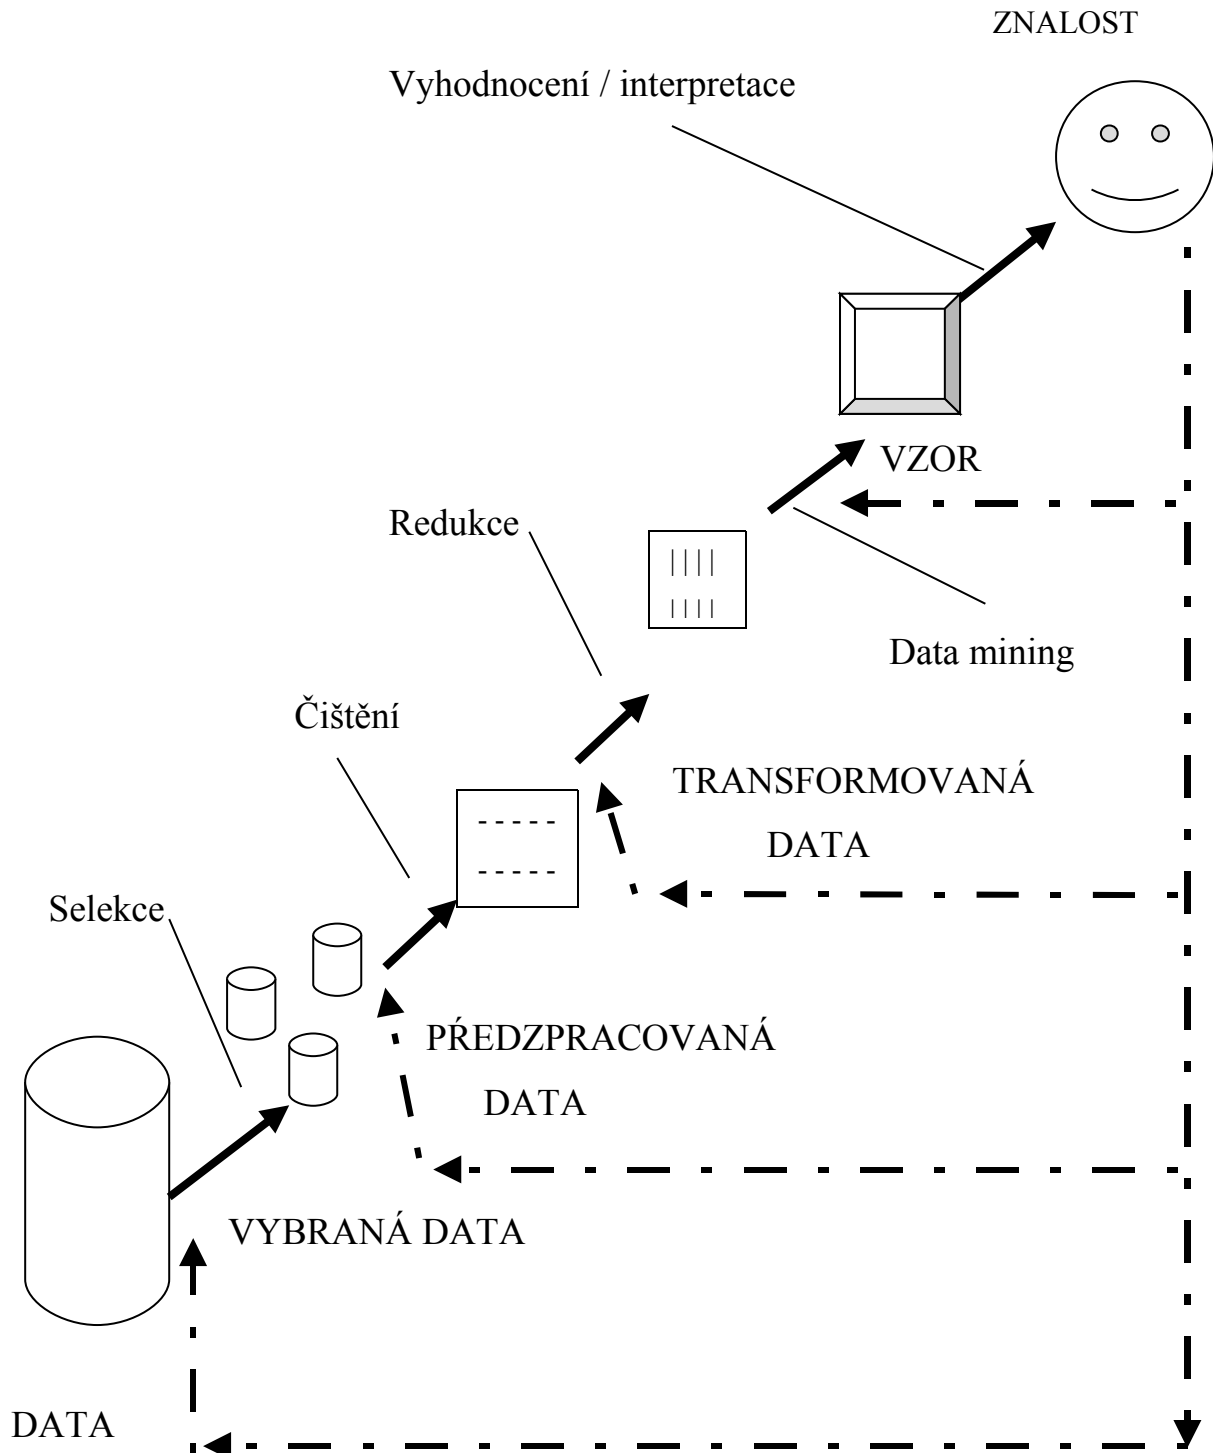 ZNALOST
Vyhodnocení / interpretace
VZOR
Redukce
Data mining
Čištění
TRANSFORMOVANÁ
DATA
- - - - -
- - - - -
Selekce
PŘEDZPRACOVANÁ
DATA
VYBRANÁ DATA
DATA